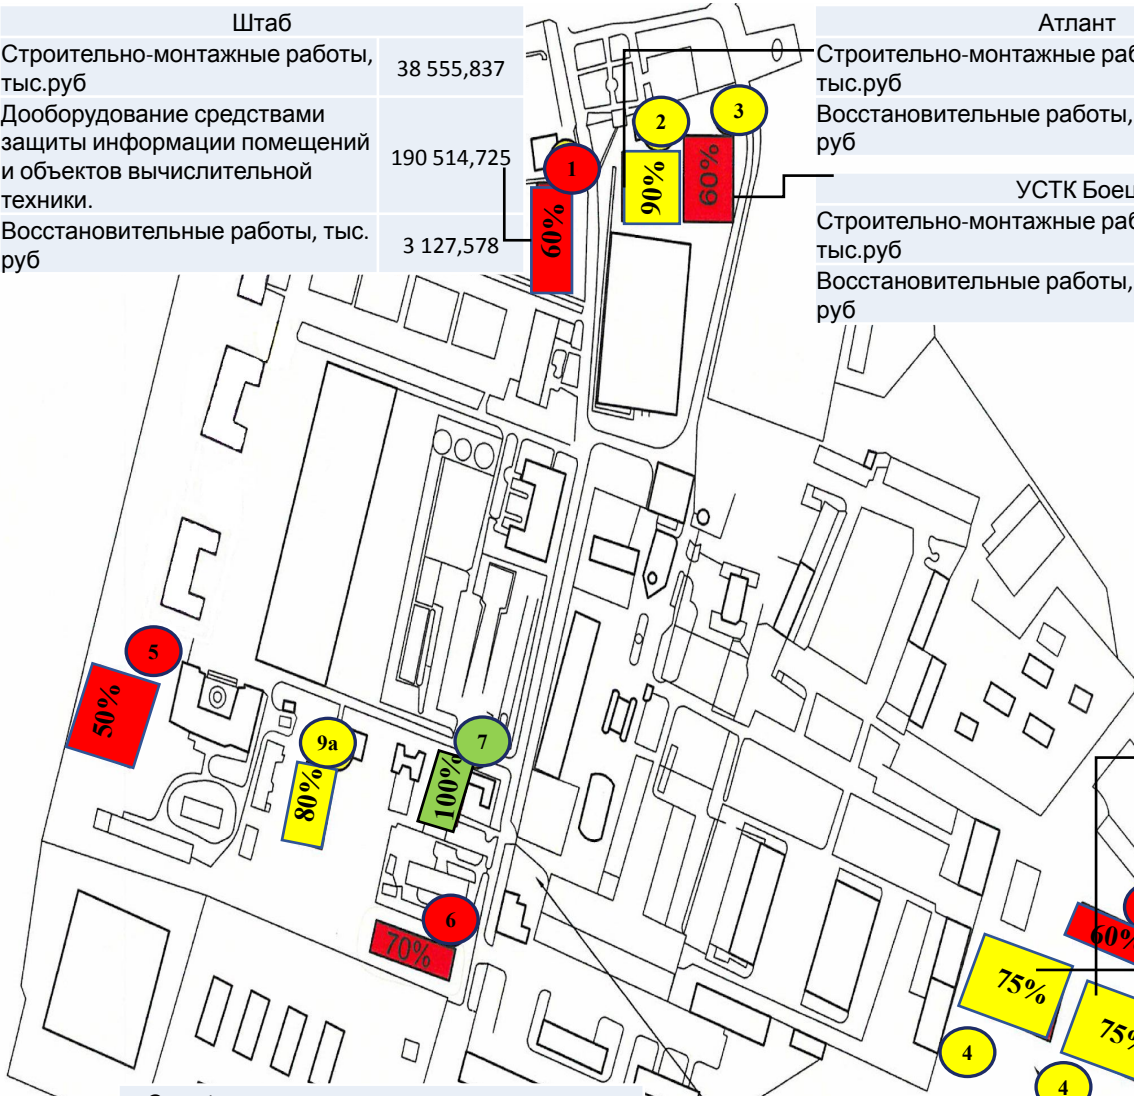 Штаб
Строительно-монтажные работы,
тыс.руб
38 555,837
Дооборудование средствами
защиты информации помещений
и объектов вычислительной
техники.
190 514,725
Восстановительные работы, тыс.
руб
3 127,578
Атлант
Строительно-монтажные раб
тыс.руб
Восстановительные работы,
руб
УСТК Боец
Строительно-монтажные раб
тыс.руб
Восстановительные работы,
руб
1
60%
2
90%
3
60%
5
50%
9а
80%
7
100%
6
70%
60%
75%
75%
4
4